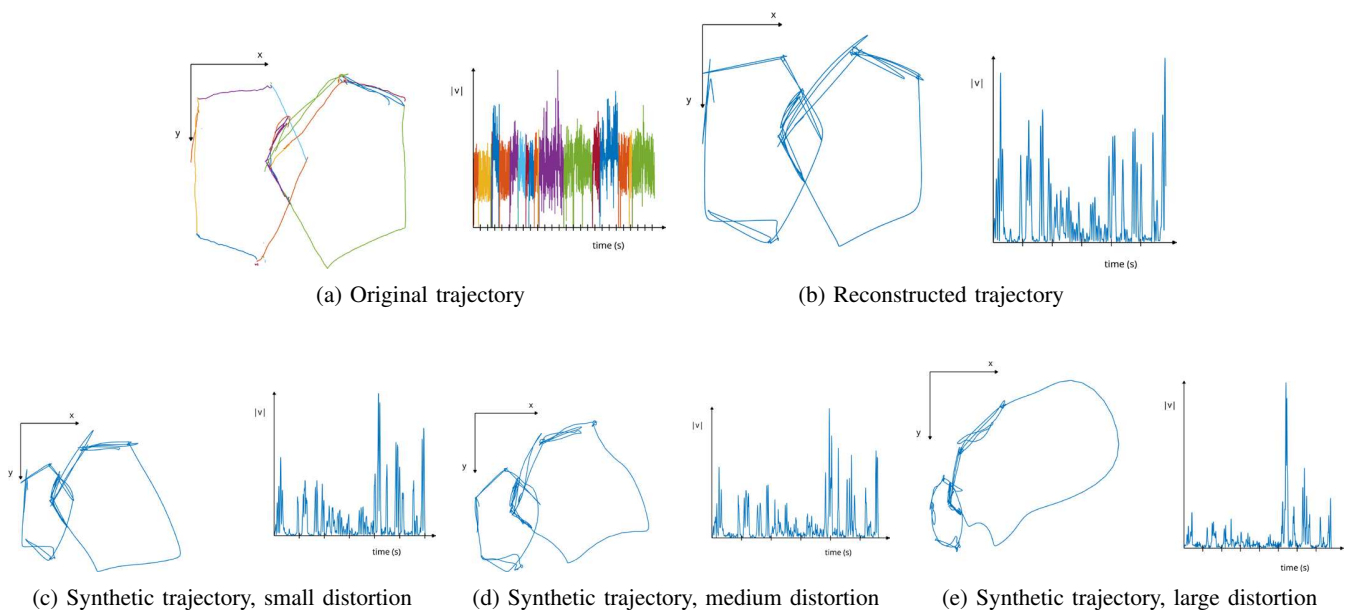 x
y
|v|
time (s)
(a) Original trajectory
x
y
|v|
time (s)
(b) Reconstructed trajectory
x
y
|v|
time (s)
(c) Synthetic trajectory, small distortion
x
y
|v|
time (s)
(d) Synthetic trajectory, medium distortion
x
y
|v|
time (s)
(e) Synthetic trajectory, large distortion